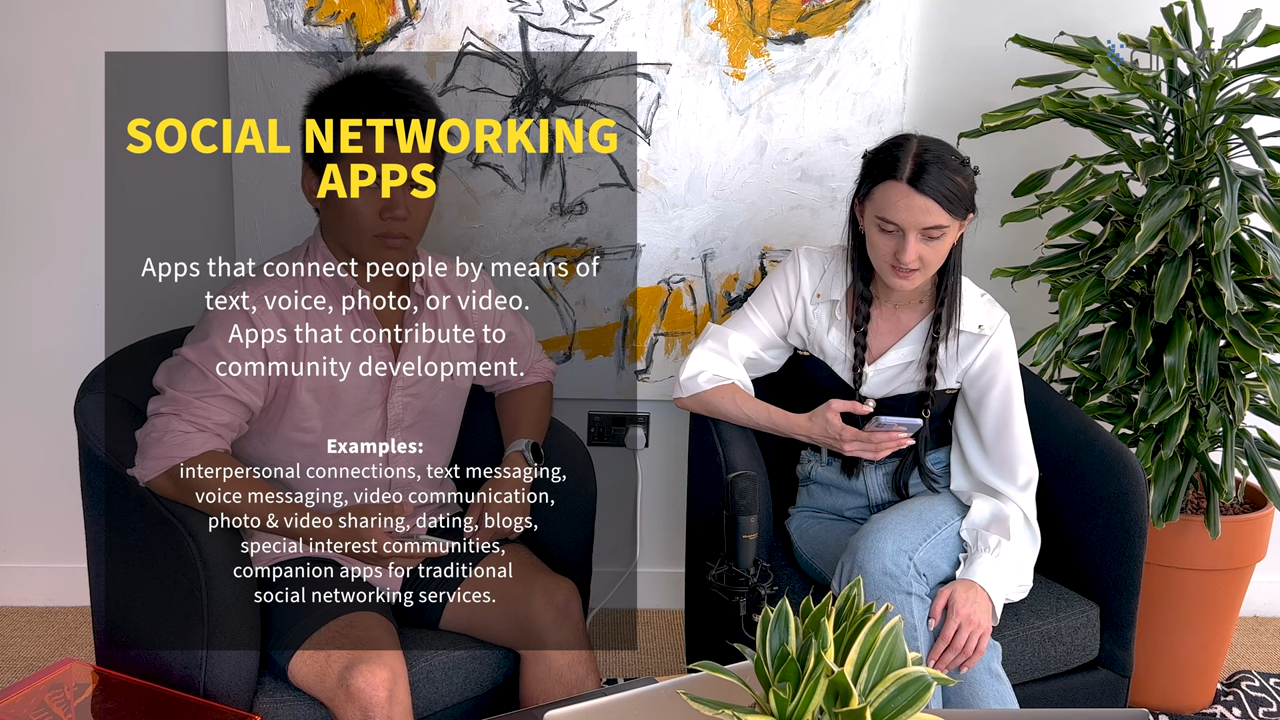 SOCIAL NETWORKING
APPS
Apps that connect people by means of
text, voice, photo, or video.
Apps that contribute to
community development.
Examples:
interpersonal connections, text messaging,
voice messaging, video communication,
photo & video sharing, dating, blogs,
special interest communities,
companion apps for traditional
social networking services.